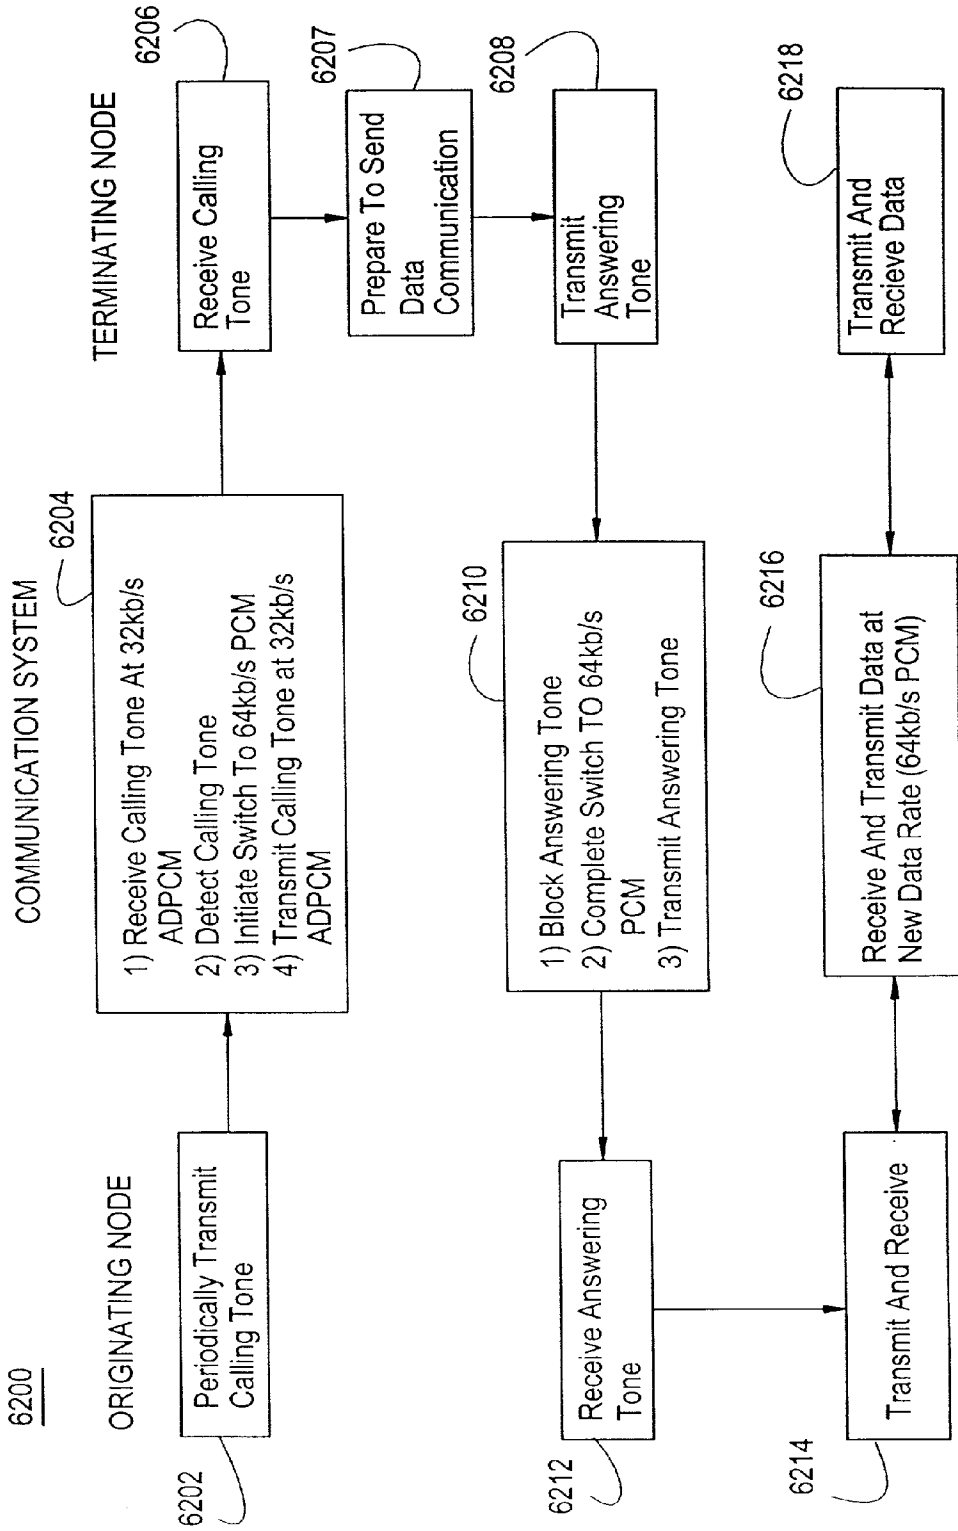 6200
ORIGINATING NODE
COMMUNICATION SYSTEM
TERMINATING NODE
6202
Periodically Transmit
Calling Tone
6204
1) Receive Calling Tone At 32kb/s
ADPCM
2) Detect Calling Tone
3) Initiate Switch To 64kb/s PCM
4) Transmit Calling Tone at 32kb/s
ADPCM
6206
Receive Calling
Tone
6207
Prepare To Send
Data
Communication
6208
Transmit
Answering
Tone
6210
1) Block Answering Tone
2) Complete Switch TO 64kb/s
PCM
3) Transmit Answering Tone
6212
Receive Answering
Tone
6214
Transmit And Receive
6216
Receive And Transmit Data at
New Data Rate (64kb/s PCM)
6218
Transmit And
Recieve Data